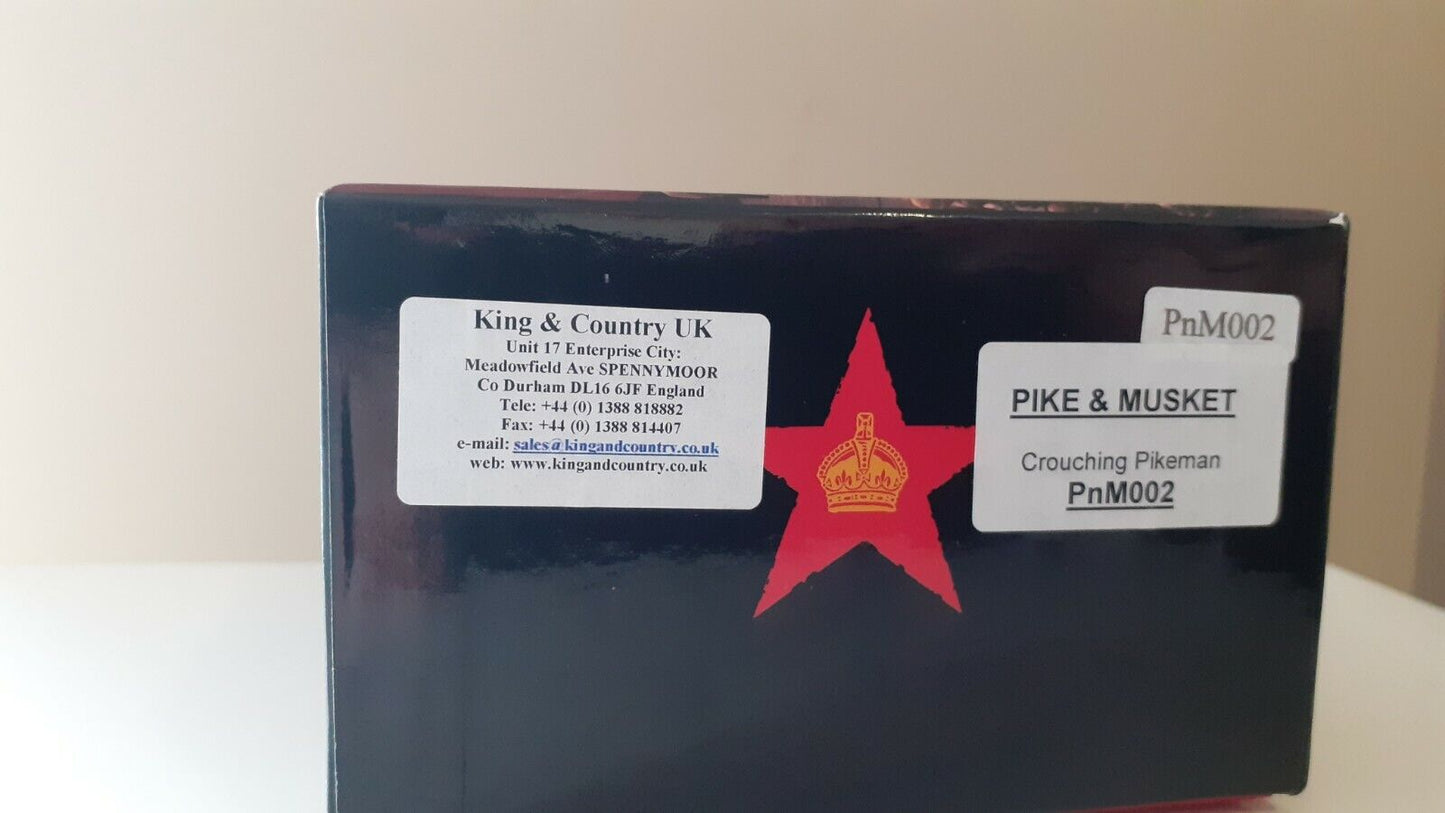 King & Country UK
Unit 17 Enterprise City:
Meadowfield Ave SPENNYMOOR
Co Durham DL16 6JF England
Tele: +44 (0) 1388 818882
Fax: +44 (0) 1388 814407
e-mail: sales@kingandcountry.co.uk
web: www.kingandcountry.co.uk
PnM002
PIKE & MUSKET
Crouching Pikeman
PnM002